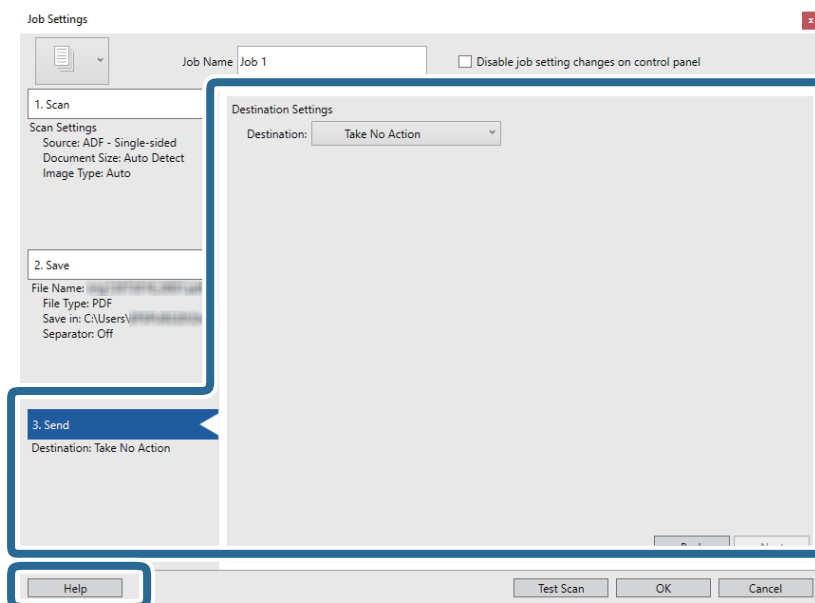 Job Settings
x
Job Name Job 1
Disable job setting changes on control panel
1. Scan
Scan Settings
Source: ADF - Single-sided
Document Size: Auto Detect
Image Type: Auto
2. Save
File Name:
File Type: PDF
Save in: C:\Users\
Separator: Off
3. Send
Destination: Take No Action
Destination Settings
Destination: Take No Action
Help
Test Scan
OK
Cancel